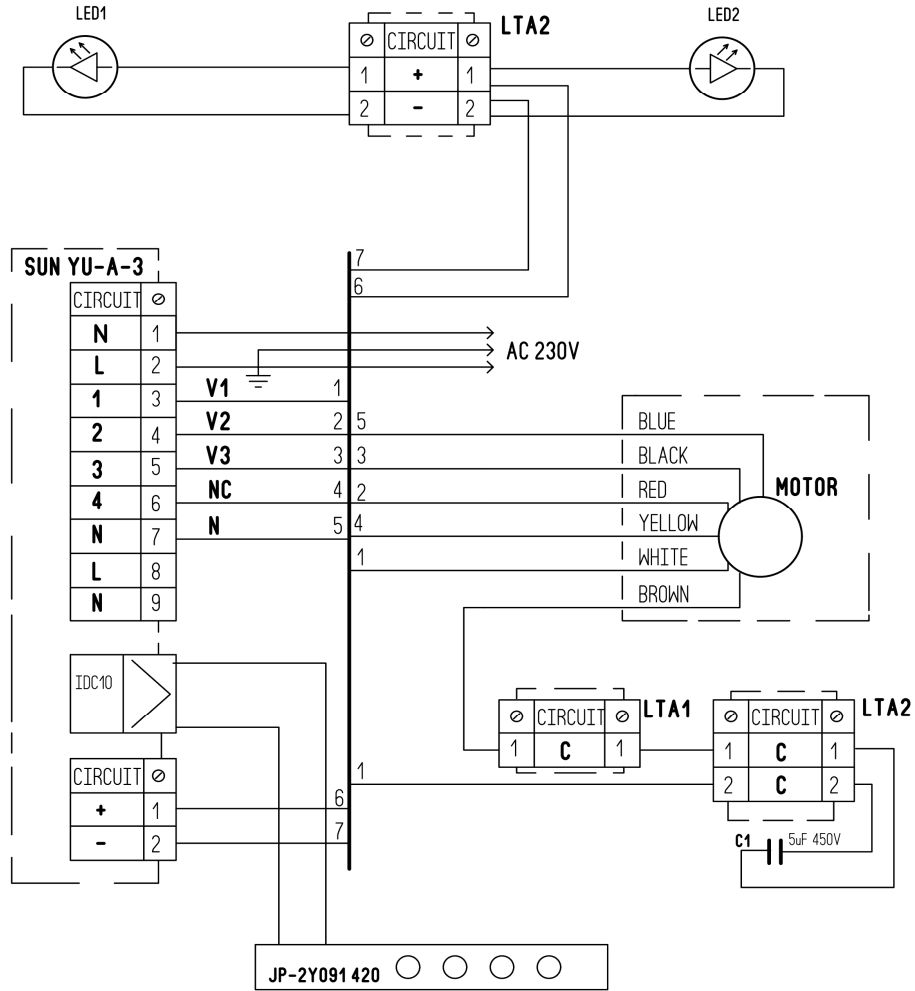 LED1
LTA2
LED2
CIRCUIT
1 + 1
2 - 2
7
6
SUN YU-A-3
CIRCUIT
N 1
L 2
1 3
2 4
3 5
4 6
N 7
L 8
N 9
AC 230V
V1 1
V2 2 5
V3 3 3
NC 4 2
N 5 4
1
BLUE
BLACK
RED
YELLOW
WHITE
BROWN
MOTOR
IDC10
CIRCUIT
+ 1
- 2
1
6
7
LTA1
CIRCUIT
1 C 1
LTA2
CIRCUIT
1 C 1
2 C 2
C1 5uF 450V
JP-2Y091 420